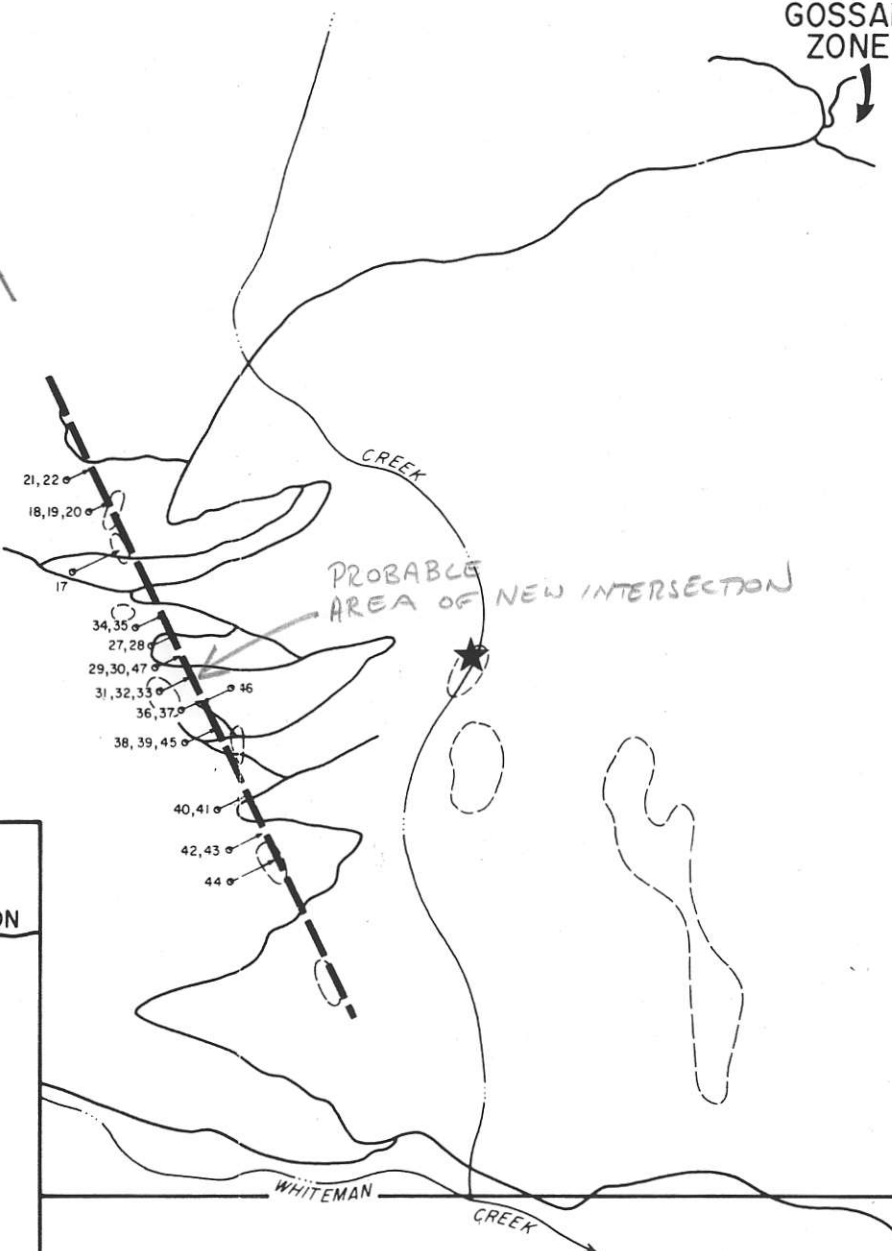 GOSSA
ZONE
CREEK
21, 22
18, 19, 20
17
PROBABLE
AREA OF NEW INTERSECTION
34, 35
27, 28
29, 30, 47
46
31, 32, 33
36, 37
38, 39, 45
40, 41
42, 43
44
ON
WHITEMAN
CREEK